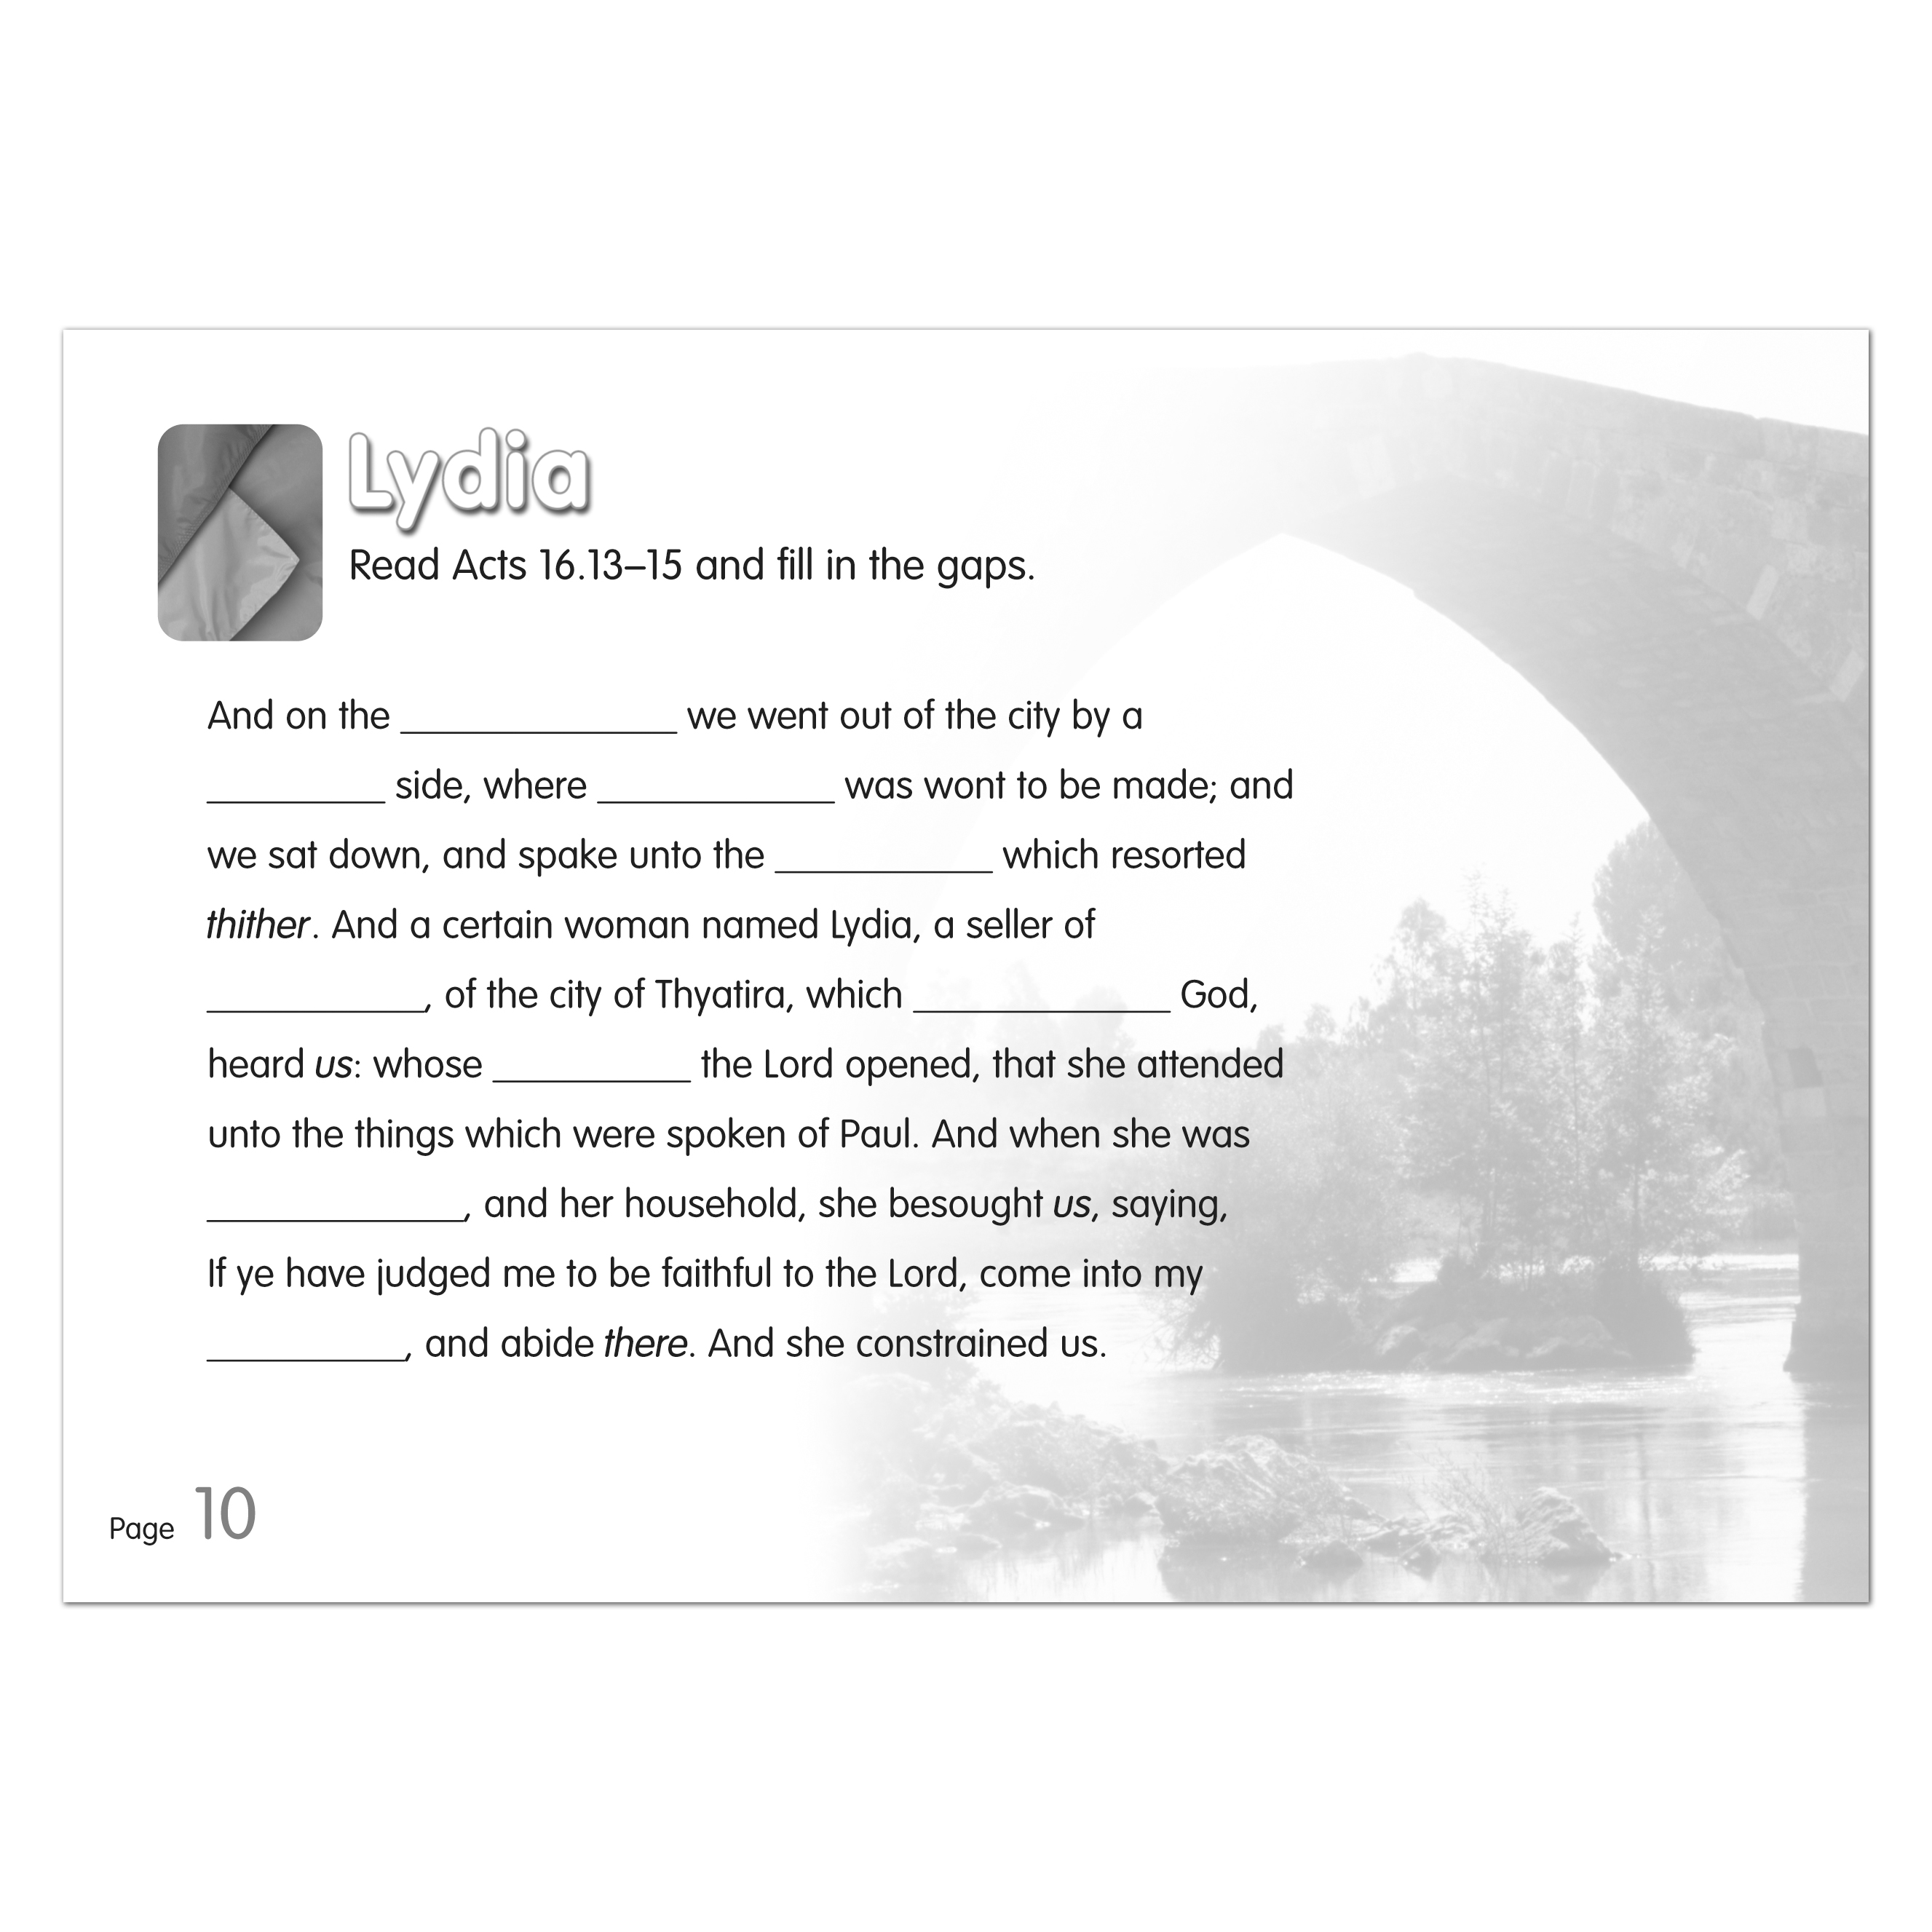 Lydia
Read Acts 16.13–15 and fill in the gaps.
And on the ______________ we went out of the city by a
_________ side, where ____________ was wont to be made; and
we sat down, and spake unto the ___________ which resorted
thither. And a certain woman named Lydia, a seller of
___________, of the city of Thyatira, which _____________ God,
heard us: whose __________ the Lord opened, that she attended
unto the things which were spoken of Paul. And when she was
_____________, and her household, she besought us, saying,
If ye have judged me to be faithful to the Lord, come into my
__________, and abide there. And she constrained us.
Page 10